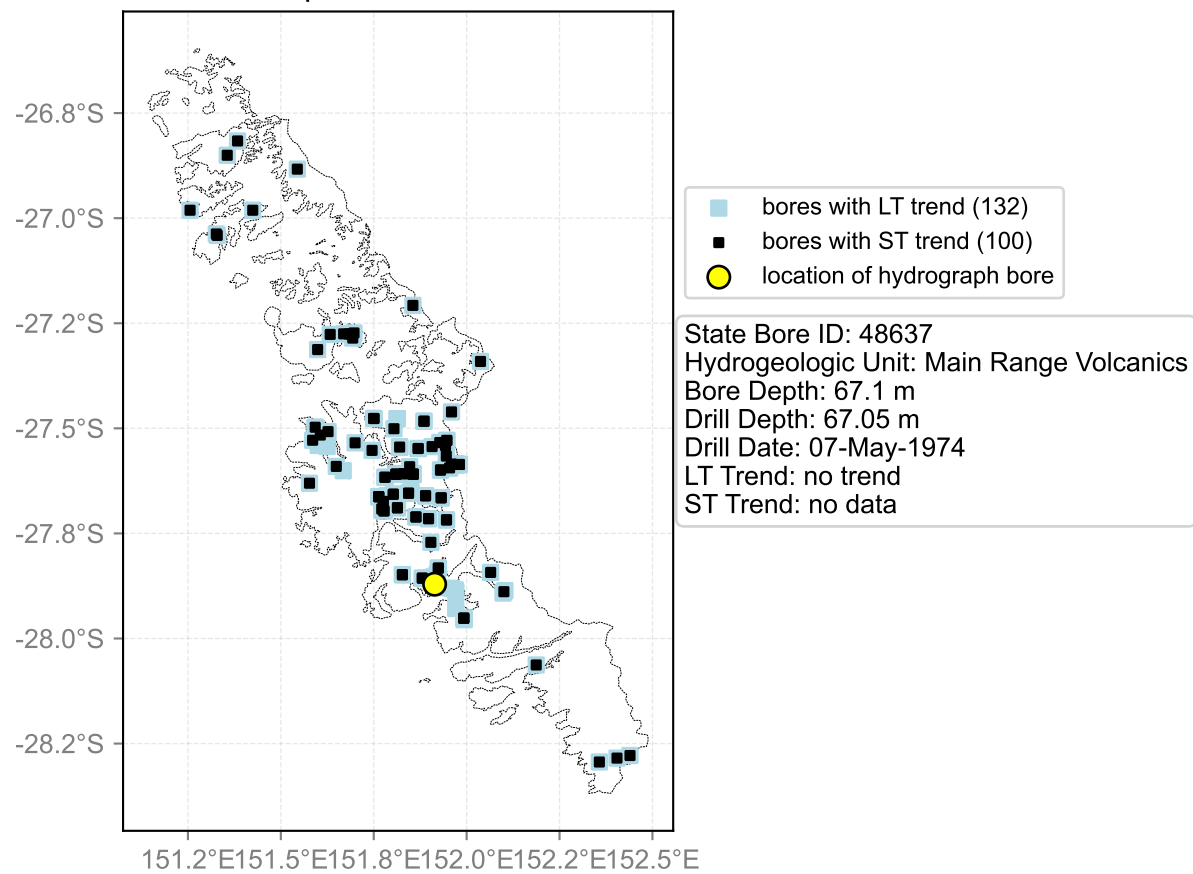 -26.8°S
-27.0°S
-27.2°S
-27.5°S
-27.8°S
-28.0°S
-28.2°S
151.2°E151.5°E151.8°E152.0°E152.2°E152.5°E
bores with LT trend (132)
bores with ST trend (100)
location of hydrograph bore
State Bore ID: 48637
Hydrogeologic Unit: Main Range Volcanics
Bore Depth: 67.1 m
Drill Depth: 67.05 m
Drill Date: 07-May-1974
LT Trend: no trend
ST Trend: no data